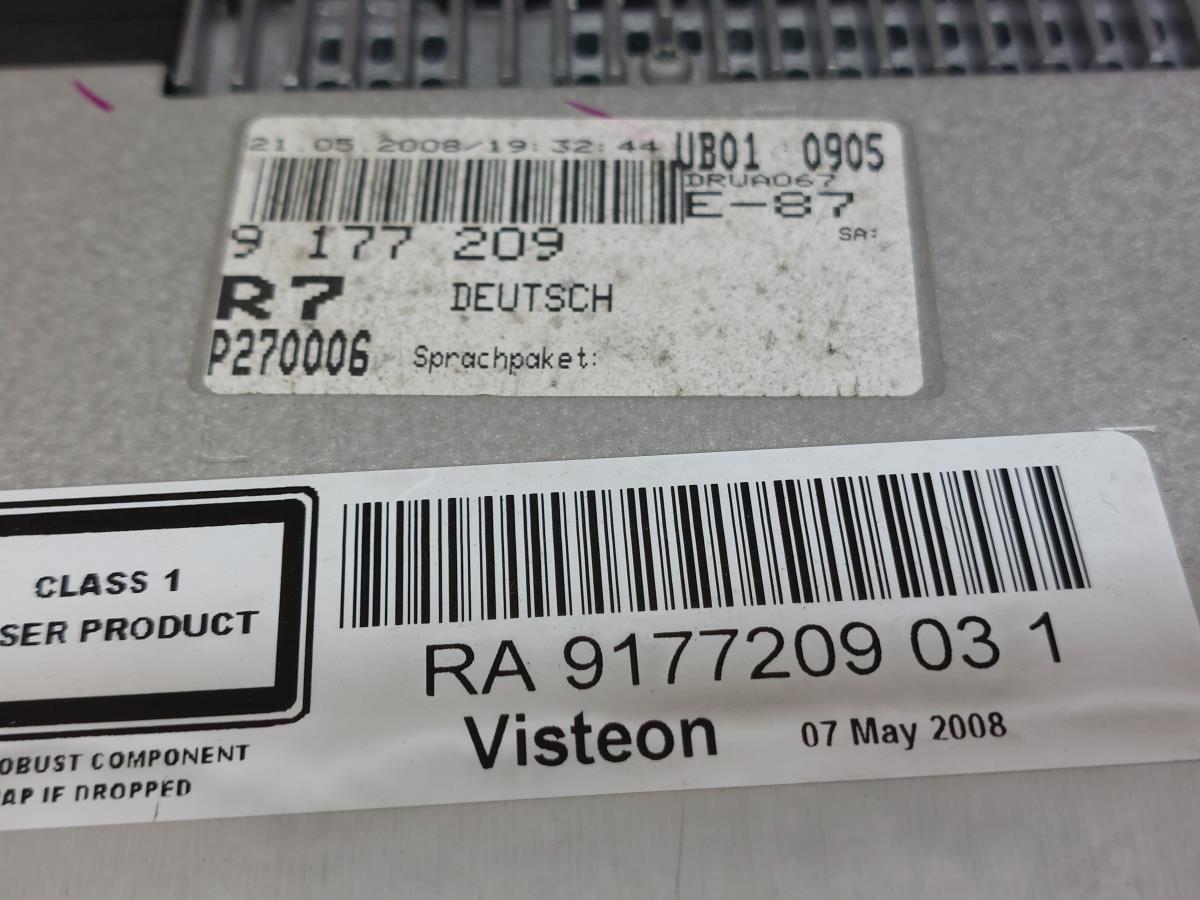 21.05.2008/19:32:44 UB01 0905
DRWA067
E-87
9 177 209
SA:
R7 DEUTSCH
P270006 Sprachpaket:
CLASS 1
SER PRODUCT
RA 9177209 03 1
Visteon 07 May 2008
OBUST COMPONENT
AP IF DROPPED